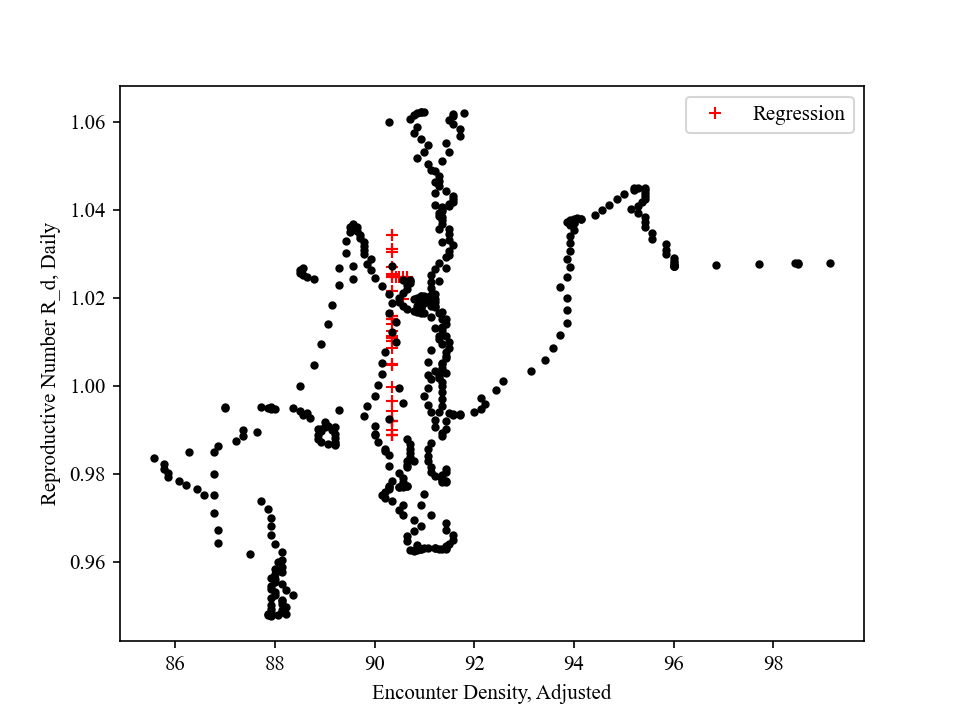 Regression
1.06
1.04
1.02
1.00
0.98
0.96
86 88 90 92 94 96 98
Encounter Density, Adjusted
Reproductive Number R_d, Daily